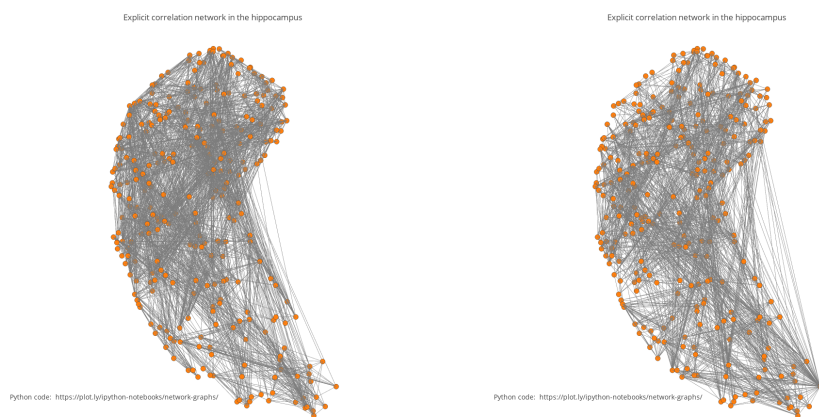 Explicit correlation network in the hippocampus
Explicit correlation network in the hippocampus
Python code: https://plot.ly/ipython-notebooks/network-graphs/
Python code: https://plot.ly/ipython-notebooks/network-graphs/